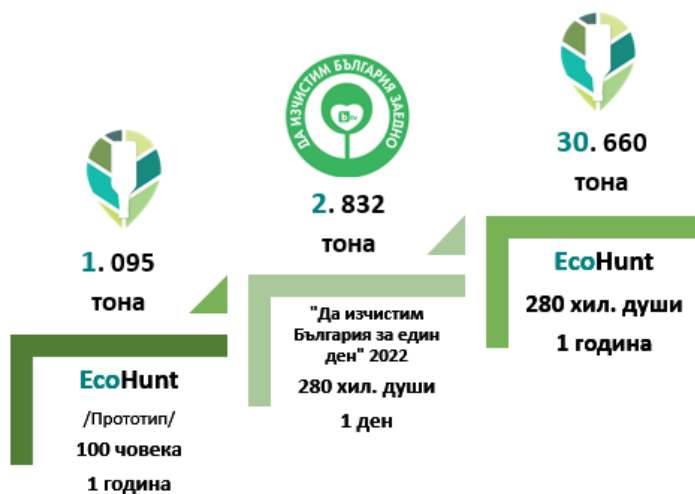 1. 095
тона
EcoHunt
/Прототип/
100 човека
1 година
ДА ИЗЧИСТИМ БЪЛГАРИЯ ЗАЕДНО
bTV
2. 832
тона
"Да изчистим
България за един
ден" 2022
280 хил. души
1 ден
30. 660
тона
EcoHunt
280 хил. души
1 година